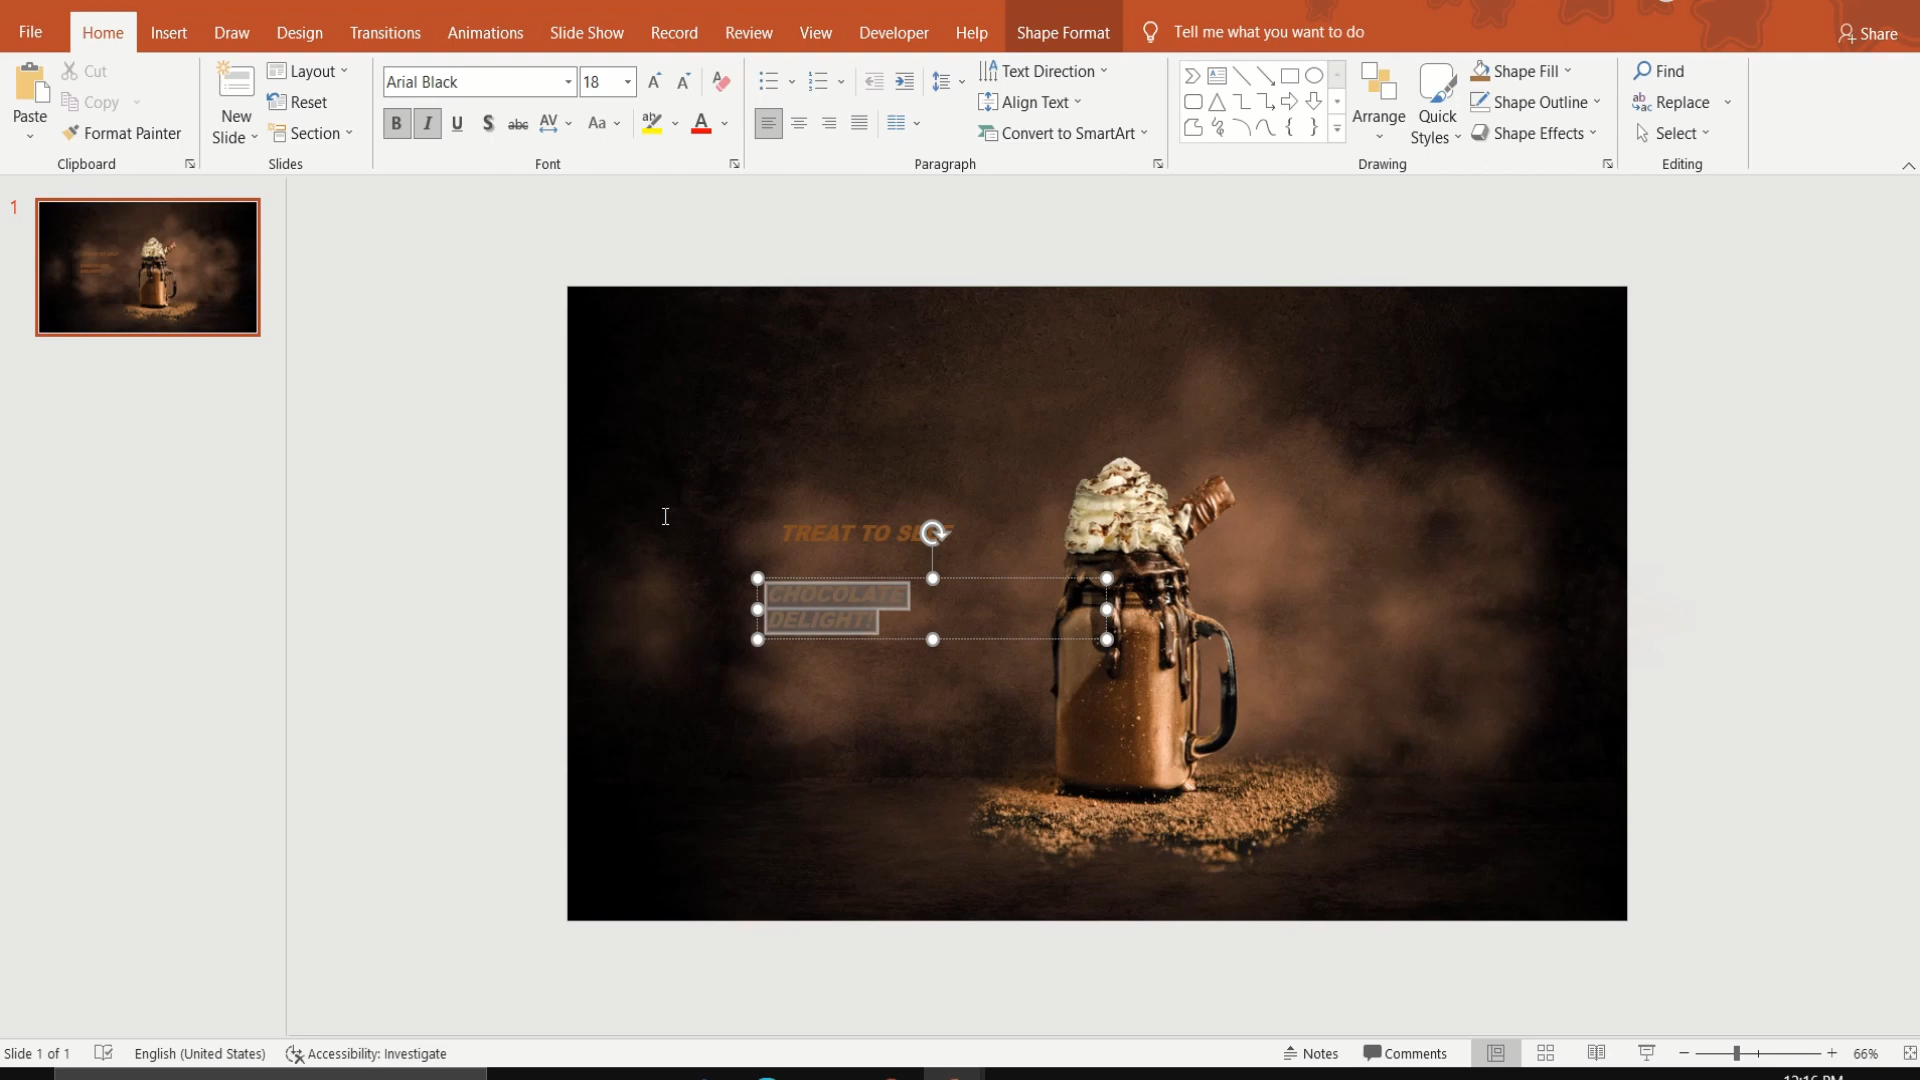 File Home Insert Draw Design Transitions Animations Slide Show Record Review View Developer Help Shape Format Tell me what you want to do Share
Paste
Cut
Copy
Format Painter
Clipboard
New
Slide
Layout
Reset
Section
Slides
Arial Black 18
B I U S abc AV Aa A
Font
Text Direction
Align Text
Convert to SmartArt
Paragraph
Arrange
Quick
Styles
Shape Fill
Shape Outline
Shape Effects
Drawing
Find
Replace
Select
Editing
1
TREAT TO
CHOCOLATE
DELIGHT!
Slide 1 of 1 English (United States) Accessibility: Investigate Notes Comments 66%